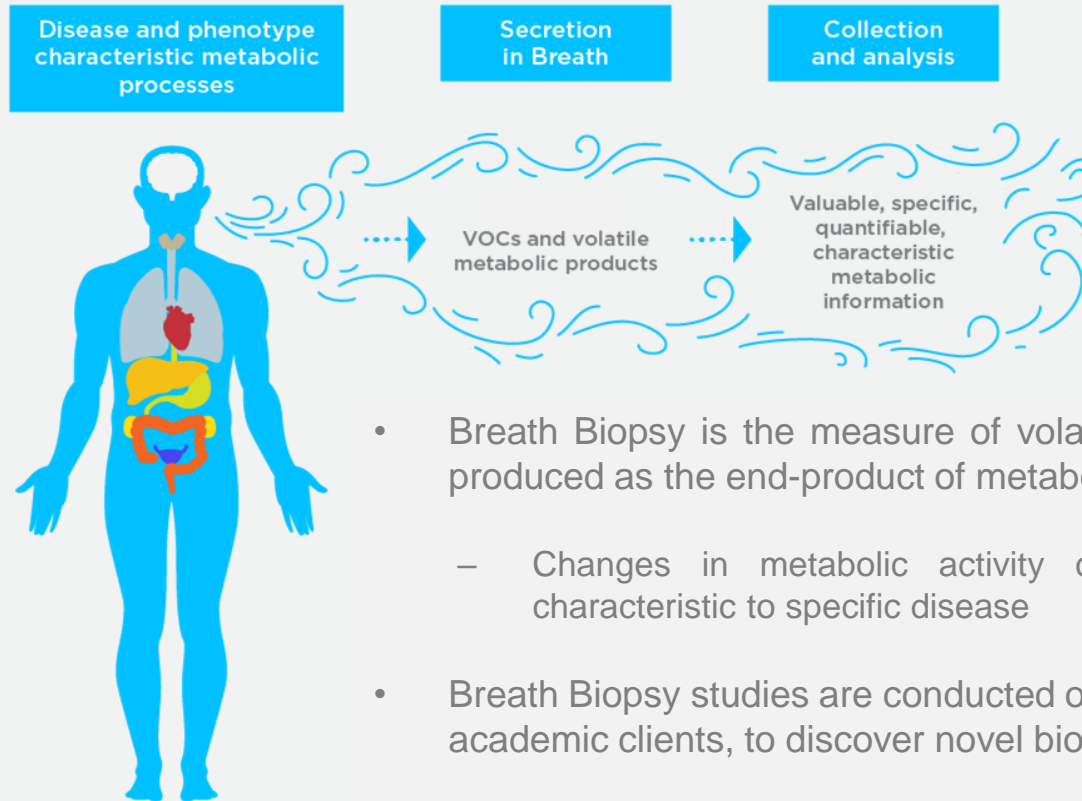 Disease and phenotype
characteristic metabolic
processes
Secretion
in Breath
Collection
and analysis
VOCs and volatile
metabolic products
Valuable, specific,
quantifiable,
characteristic
metabolic
information
• Breath Biopsy is the measure of vola
produced as the end-product of metab
– Changes in metabolic activity
characteristic to specific disease
• Breath Biopsy studies are conducted o
academic clients, to discover novel bio